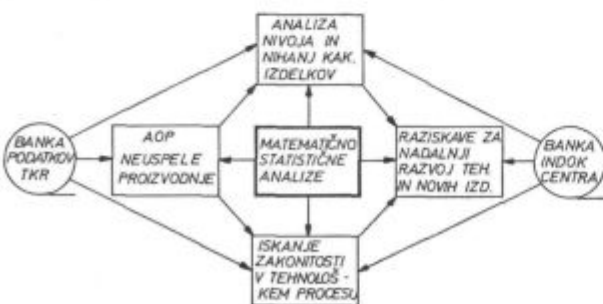 ANALIZA
NIVOJA IN
NIHANJ KAK.
IZDELKOV
BANKA
PODATKOV
TKR
AOP
NEUSPELE
PROIZVODNJE
MATEMATIČNO
STATISTIČNE
ANALIZE
RAZISKAVE ZA
NADALNJI
RAZVOJ TEH.
IN NOVIH IZD.
BANKA
INDOK
CENTRA
ISKANJE
ZAKONITOSTI
V TEHNOLOŠ-
KEM PROCESU